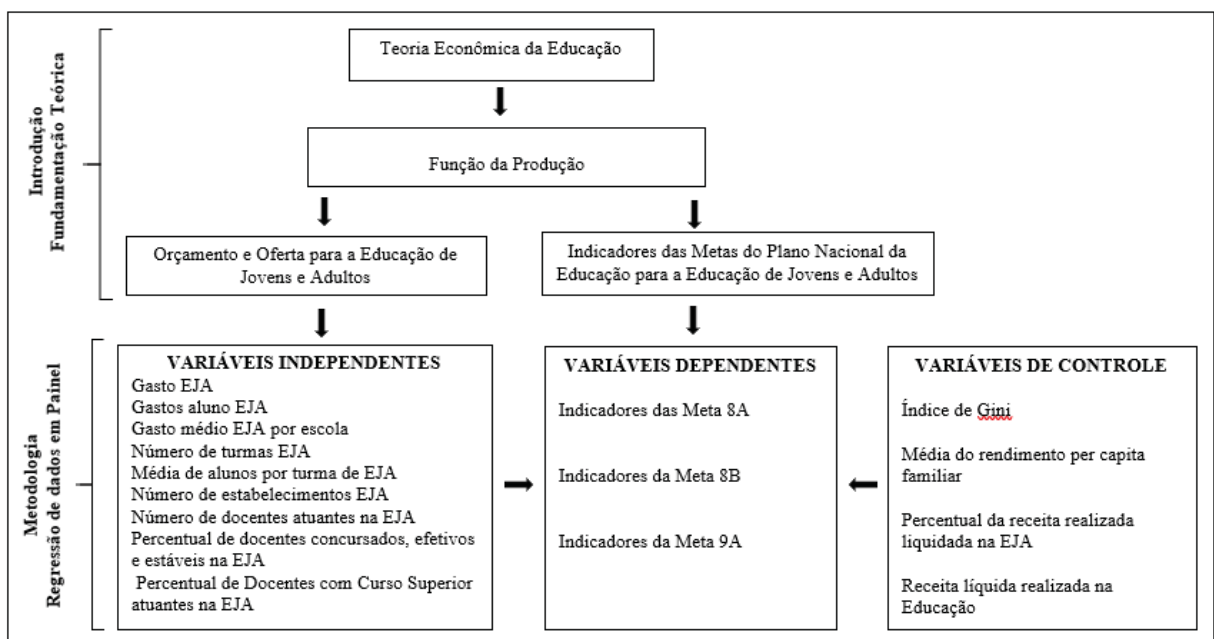 Introdução
Fundamentação Teórica
Teoria Econômica da Educação
Função da Produção
Orçamento e Oferta para a Educação de
Jovens e Adultos
Indicadores das Metas do Plano Nacional da
Educação para a Educação de Jovens e Adultos
Metodologia
Regressão de dados em Painel
VARIÁVEIS INDEPENDENTES
Gasto EJA
Gastos aluno EJA
Gasto médio EJA por escola
Número de turmas EJA
Média de alunos por turma de EJA
Número de estabelecimentos EJA
Número de docentes atuantes na EJA
Percentual de docentes concursados, efetivos
e estáveis na EJA
Percentual de Docentes com Curso Superior
atuantes na EJA
VARIÁVEIS DEPENDENTES
Indicadores das Meta 8A
Indicadores da Meta 8B
Indicadores da Meta 9A
VARIÁVEIS DE CONTROLE
Índice de Gini
Média do rendimento per capita
familiar
Percentual da receita realizada
liquidada na EJA
Receita líquida realizada na
Educação